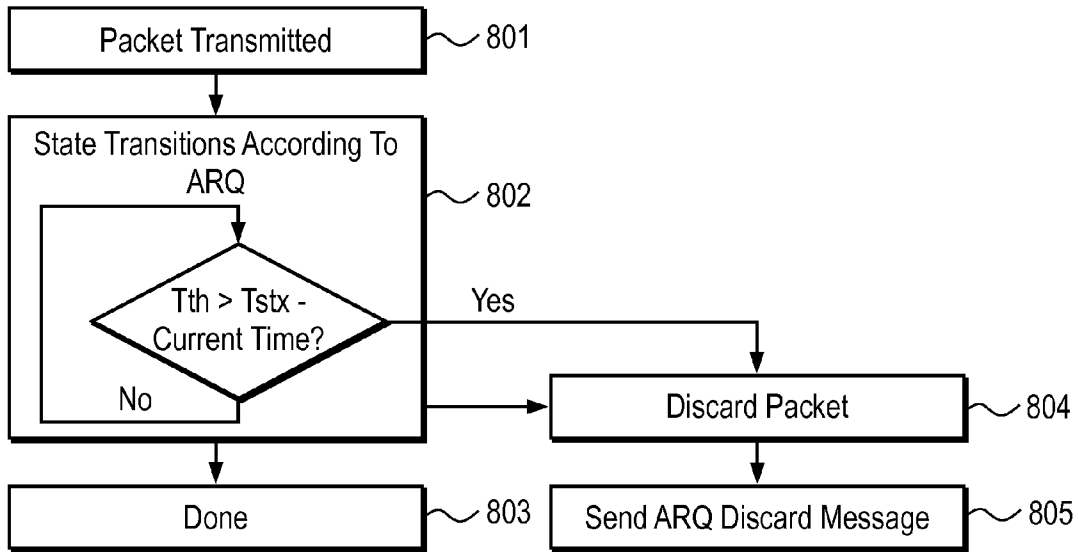 Packet Transmitted
801
State Transitions According To
ARQ
802
Tth > Tstx -
Current Time?
Yes
No
Discard Packet
804
Done
803
Send ARQ Discard Message
805